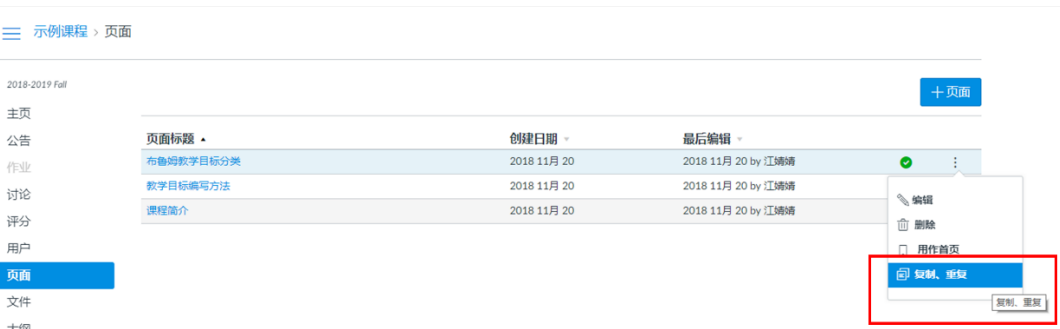 示例课程 › 页面
2018-2019 Fall
+页面
主页
公告
作业
讨论
评分
用户
页面
文件
大纲
页面标题 创建日期 最后编辑
布鲁姆教学目标分类 2018 11月 20 2018 11月 20 by 江婧婧
教学目标编写方法 2018 11月 20 2018 11月 20 by 江婧婧
课程简介 2018 11月 20 2018 11月 20 by 江婧婧
编辑
删除
用作首页
复制、重复
复制、重复